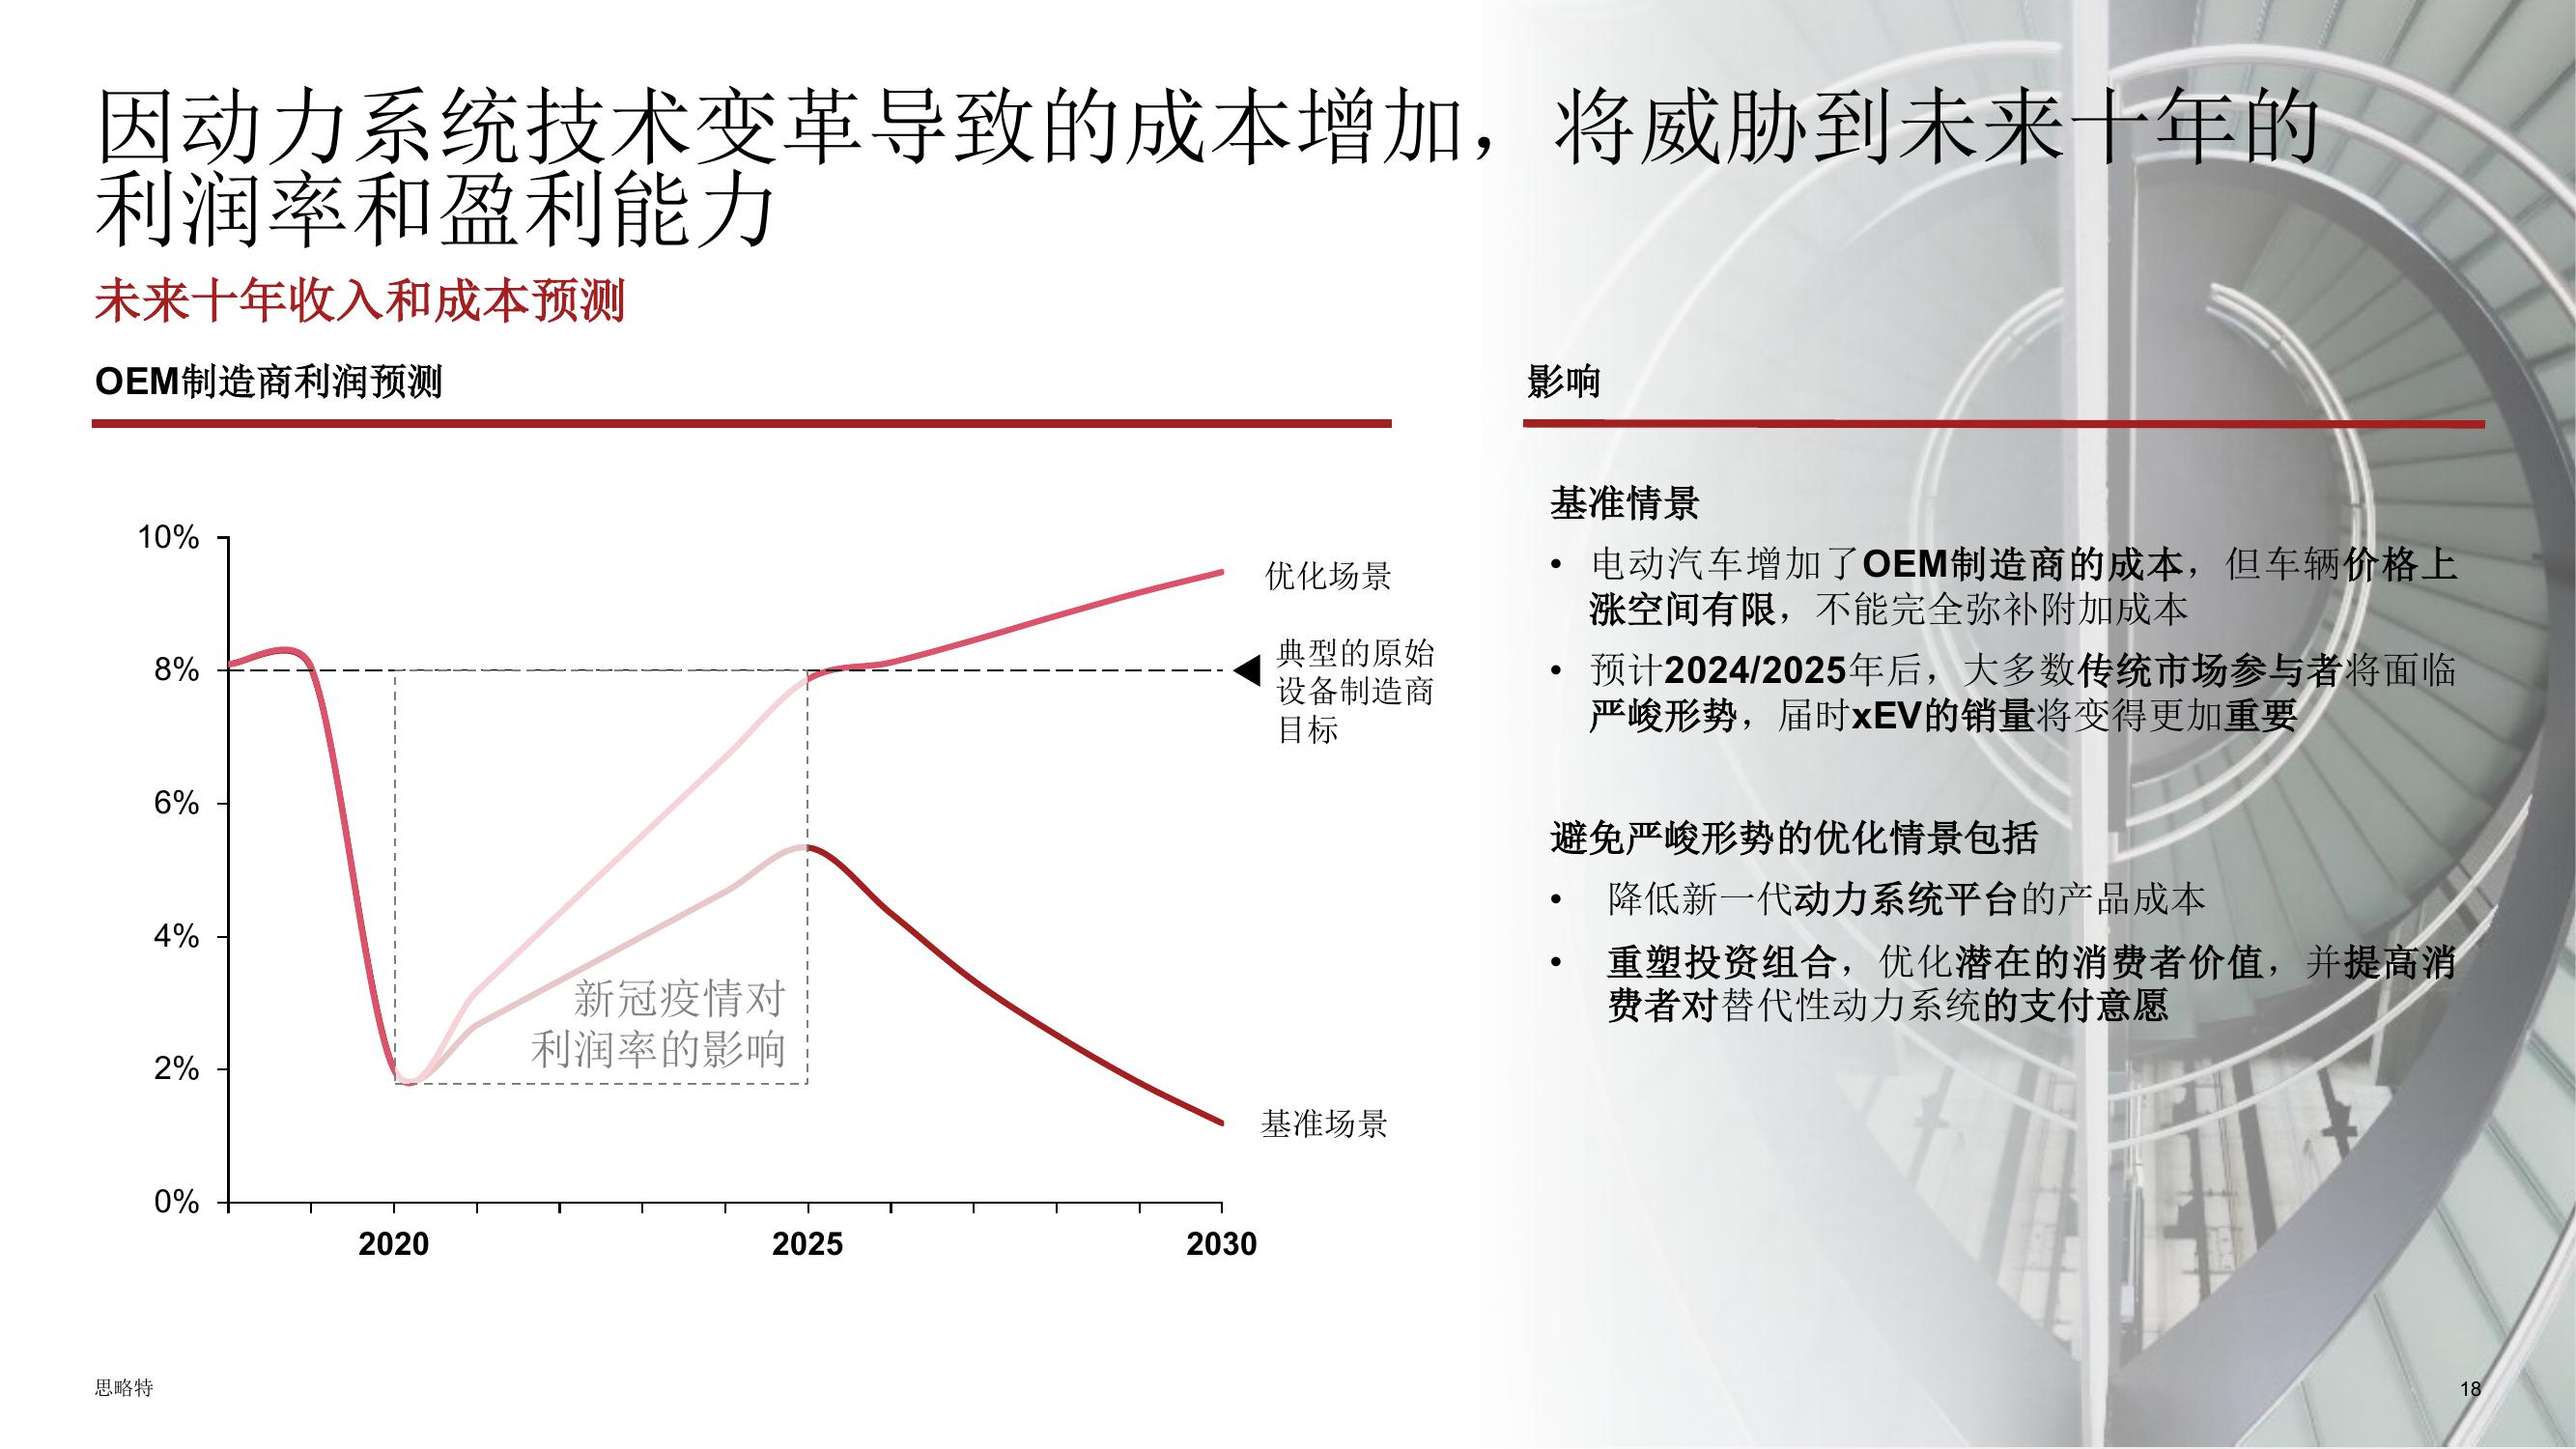 因动力系统技术变革导致的成本增加，将威胁到未来十年的
利润率和盈利能力
未来十年收入和成本预测
OEM制造商利润预测
10%
8%
6%
4%
2%
0%
2020
2025
2030
优化场景
典型的原始
设备制造商
目标
新冠疫情对
利润率的影响
基准场景
影响
基准情景
• 电动汽车增加了OEM制造商的成本，但车辆价格上
涨空间有限，不能完全弥补附加成本
• 预计2024/2025年后，大多数传统市场参与者将面临
严峻形势，届时xEV的销量将变得更加重要
避免严峻形势的优化情景包括
• 降低新一代动力系统平台的产品成本
• 重塑投资组合，优化潜在的消费者价值，并提高消
费者对替代性动力系统的支付意愿
思略特
18